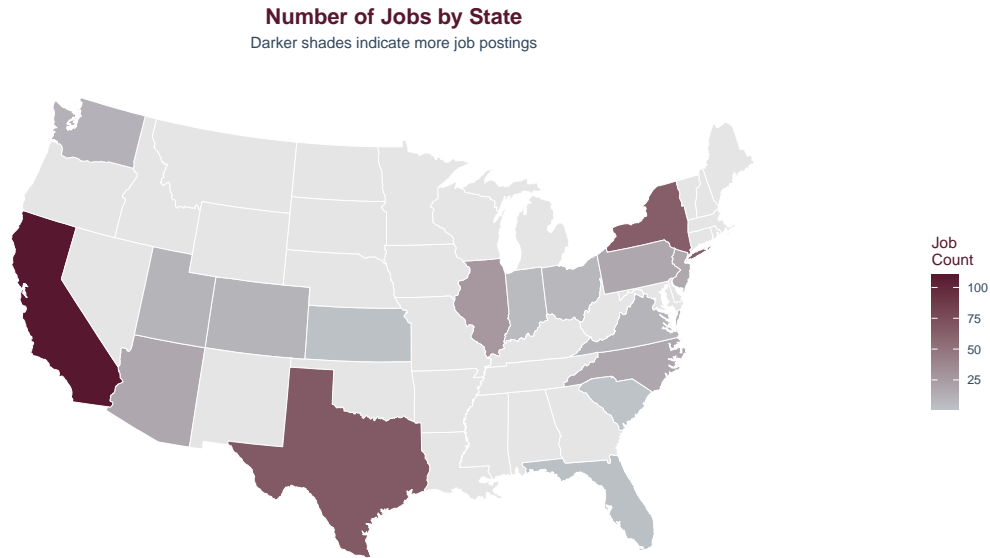 Number of Jobs by State
Darker shades indicate more job postings
Job
Count
100
75
50
25